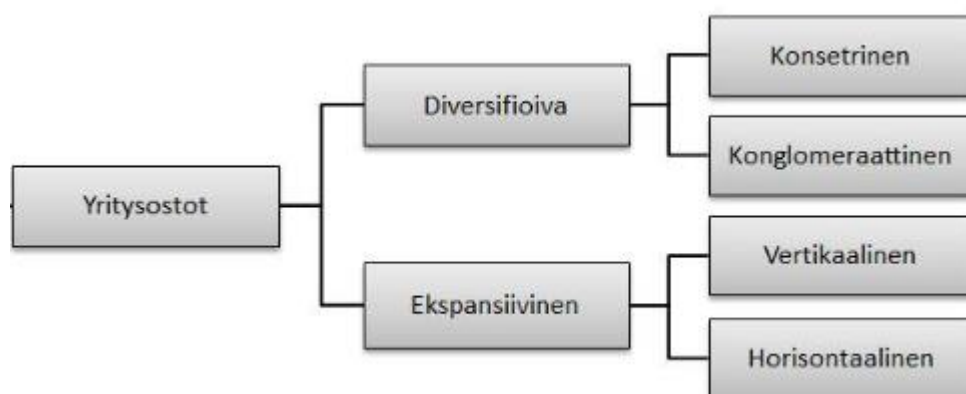 Yritysostot
Diversifioiva
Konsetrinen
Konglomeraattinen
Ekspansiivinen
Vertikaalinen
Horisontaalinen